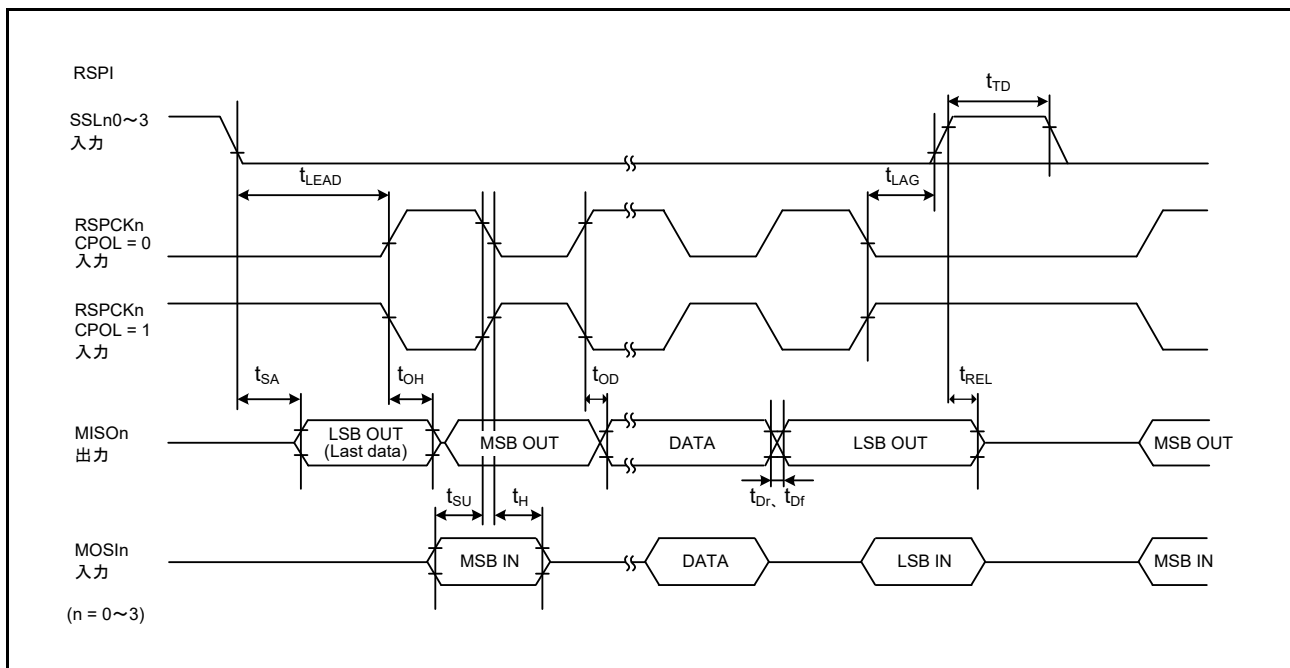 RSPI
tTD
SSLn0～3
入力
tLEAD
tLAG
RSPCKn
CPOL = 0
入力
RSPCKn
CPOL = 1
入力
tSA
tOH
tOD
tREL
MISOn
出力
LSB OUT
(Last data)
MSB OUT
DATA
LSB OUT
MSB OUT
tSU
tH
tDr、tDf
MOSIn
入力
MSB IN
DATA
LSB IN
MSB IN
(n = 0～3)